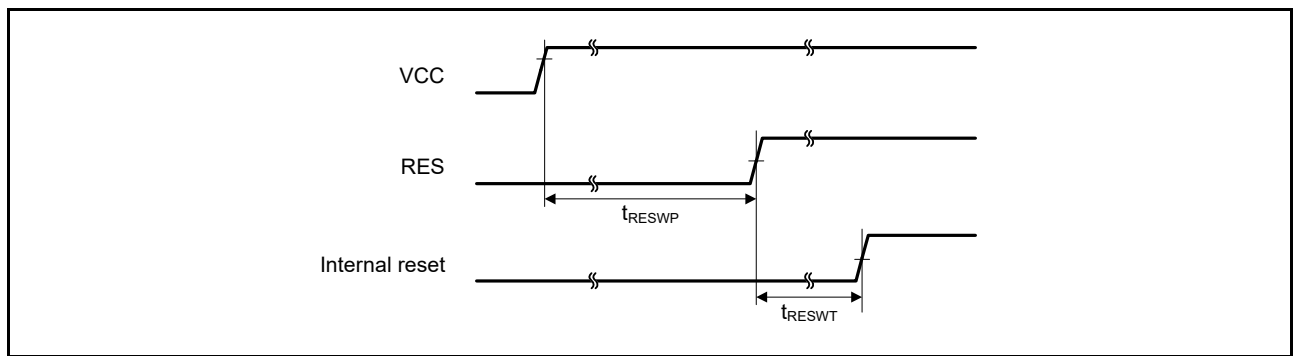 VCC
RES
tRESWP
Internal reset
tRESWT